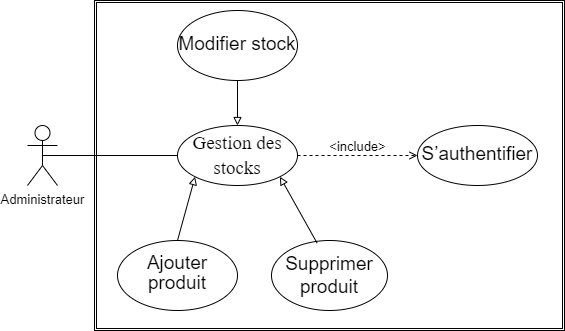 Modifier stock
Gestion des
stocks
<include>
S’authentifier
Administrateur
Ajouter
produit
Supprimer
produit